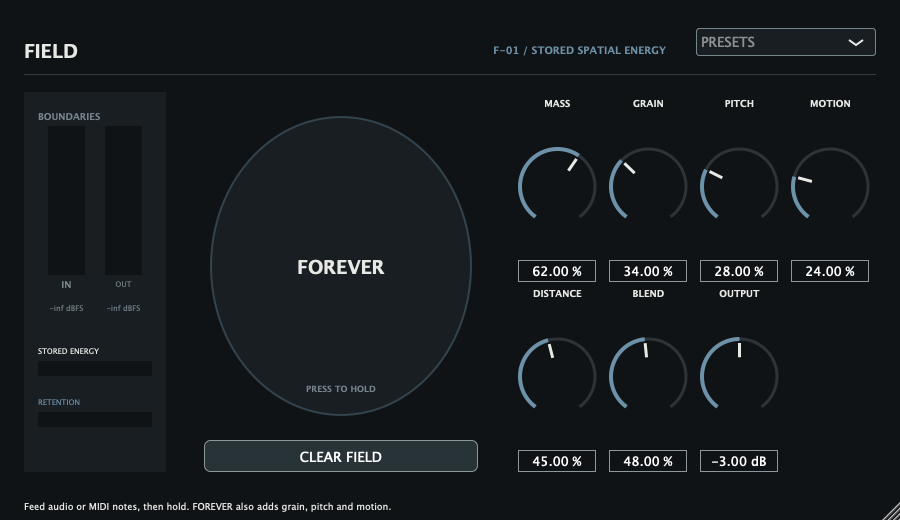 FIELD
F-01 / STORED SPATIAL ENERGY
PRESETS
BOUNDARIES
IN
OUT
-inf dBFS
-inf dBFS
STORED ENERGY
RETENTION
FOREVER
PRESS TO HOLD
CLEAR FIELD
MASS
GRAIN
PITCH
MOTION
62.00 %
34.00 %
28.00 %
24.00 %
DISTANCE
BLEND
OUTPUT
45.00 %
48.00 %
-3.00 dB
Feed audio or MIDI notes, then hold. FOREVER also adds grain, pitch and motion.